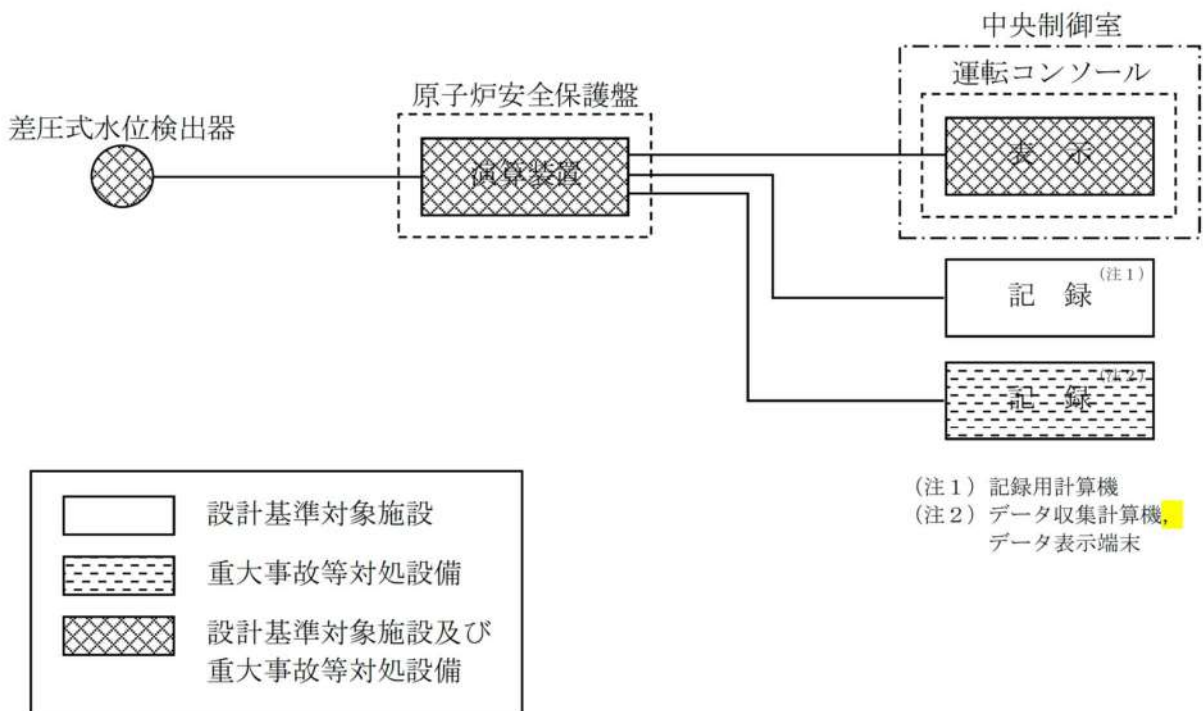 中央制御室
運転コンソール
原子炉安全保護盤
差圧式水位検出器
演算装置
表 示
記 録 (注1)
記 録 (注2)
(注1)記録用計算機
(注2)データ収集計算機,
データ表示端末
設計基準対象施設
重大事故等対処設備
設計基準対象施設及び
重大事故等対処設備